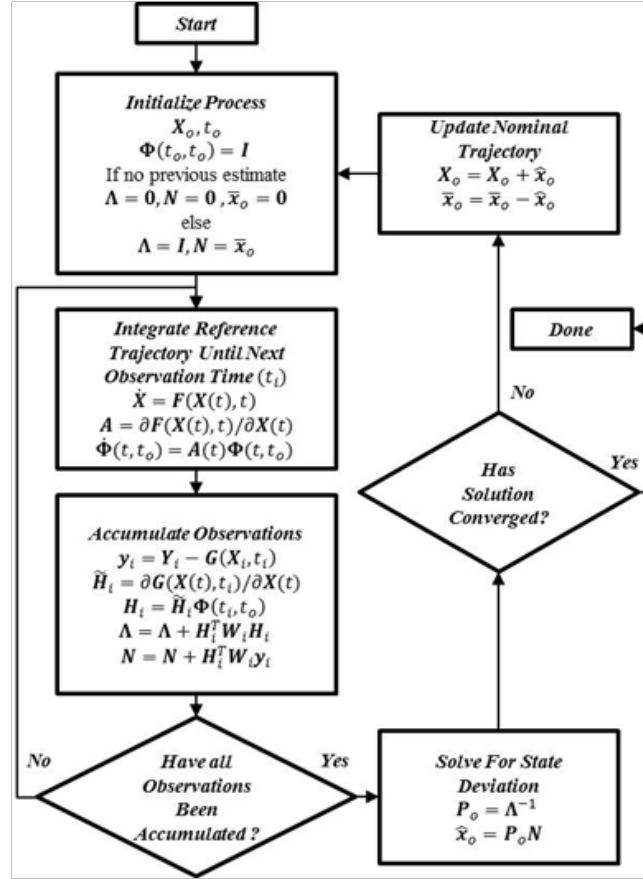 Start
Initialize Process
X_o, t_o
Φ(t_o, t_o) = I
If no previous estimate
Λ = 0, N = 0 , x̅_o = 0
else
Λ = I, N = x̅_o
Integrate Reference
Trajectory Until Next
Observation Time (t_i)
Ẋ = F(X(t), t)
A = ∂F(X(t), t)/∂X(t)
Φ̇(t, t_o) = A(t)Φ(t, t_o)
Accumulate Observations
y_i = Y_i − G(X_i, t_i)
H̃_i = ∂G(X(t), t_i)/∂X(t)
H_i = H̃_iΦ(t_i, t_o)
Λ = Λ + H_i^T W_i H_i
N = N + H_i^T W_i y_i
No
Have all
Observations
Been
Accumulated ?
Yes
Solve For State
Deviation
P_o = Λ^−1
x̂_o = P_oN
Has
Solution
Converged?
Yes
Done
No
Update Nominal
Trajectory
X_o = X_o + x̂_o
x̅_o = x̅_o − x̂_o